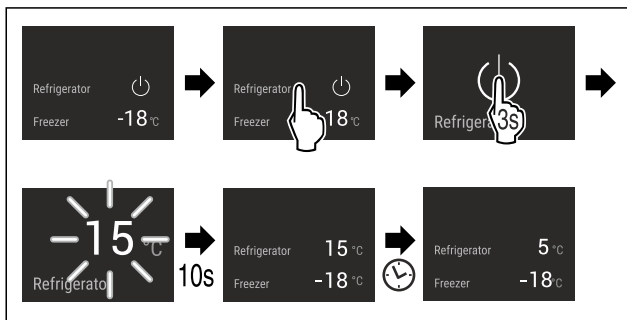 Refrigerator
Freezer -18 °C
Refrigerator
Freezer 18 °C
Refrigera
3s
15 °C
Refrigerato
10s
Refrigerator 15 °C
Freezer -18 °C
Refrigerator 5 °C
Freezer -18 °C